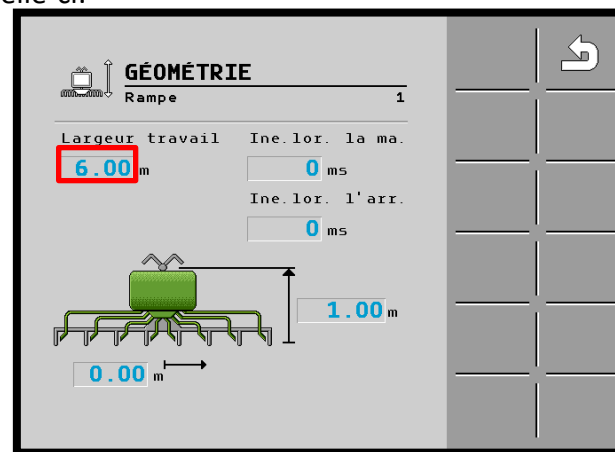 GÉOMÉTRIE
Rampe 1
Largeur travail Ine.lor. la ma.
6.00 m 0 ms
Ine.lor. l'arr.
0 ms
1.00 m
0.00 m